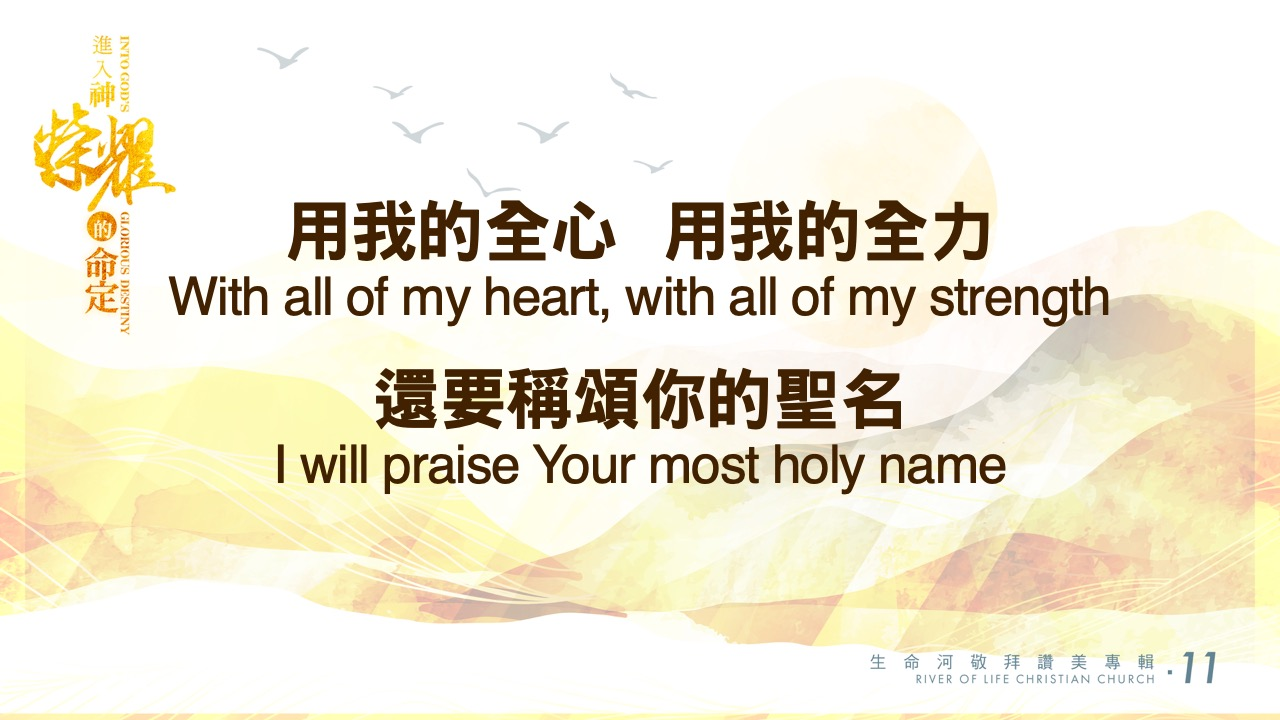 進入神
榮耀
的
命定
INTO GOD'S
GLORIOUS DESTINY
用我的全心 用我的全力
With all of my heart, with all of my strength
還要稱頌你的聖名
I will praise Your most holy name
生命河敬拜讚美專輯
RIVER OF LIFE CHRISTIAN CHURCH
·11